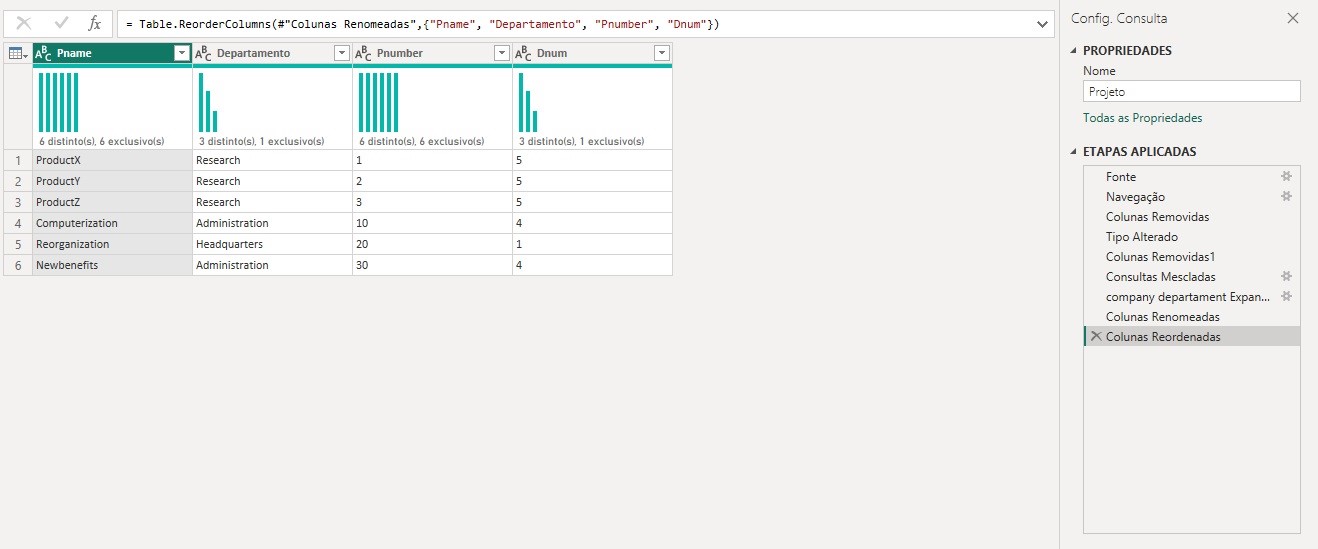 = Table.ReorderColumns(#"Colunas Renomeadas",{"Pname", "Departamento", "Pnumber", "Dnum"})
ABC Pname ABC Departamento ABC Pnumber ABC Dnum
6 distinto(s), 6 exclusivo(s) 3 distinto(s), 1 exclusivo(s) 6 distinto(s), 6 exclusivo(s) 3 distinto(s), 1 exclusivo(s)
1 ProductX Research 1 5
2 ProductY Research 2 5
3 ProductZ Research 3 5
4 Computerization Administration 10 4
5 Reorganization Headquarters 20 1
6 Newbenefits Administration 30 4
Config. Consulta
PROPRIEDADES
Nome
Projeto
Todas as Propriedades
ETAPAS APLICADAS
Fonte
Navegação
Colunas Removidas
Tipo Alterado
Colunas Removidas1
Consultas Mescladas
company departament Expan...
Colunas Renomeadas
Colunas Reordenadas